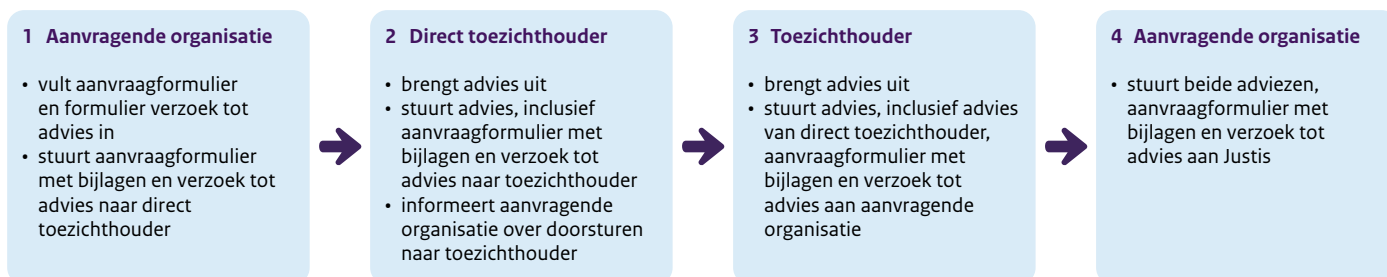 1 Aanvragende organisatie
• vult aanvraagformulier
en formulier verzoek tot
advies in
• stuurt aanvraagformulier
met bijlagen en verzoek tot
advies naar direct
toezichthouder
2 Direct toezichthouder
• brengt advies uit
• stuurt advies, inclusief
aanvraagformulier met
bijlagen en verzoek tot
advies naar toezichthouder
• informeert aanvragende
organisatie over doorsturen
naar toezichthouder
3 Toezichthouder
• brengt advies uit
• stuurt advies, inclusief advies
van direct toezichthouder,
aanvraagformulier met
bijlagen en verzoek tot
advies aan aanvragende
organisatie
4 Aanvragende organisatie
• stuurt beide adviezen,
aanvraagformulier met
bijlagen en verzoek tot
advies aan Justis